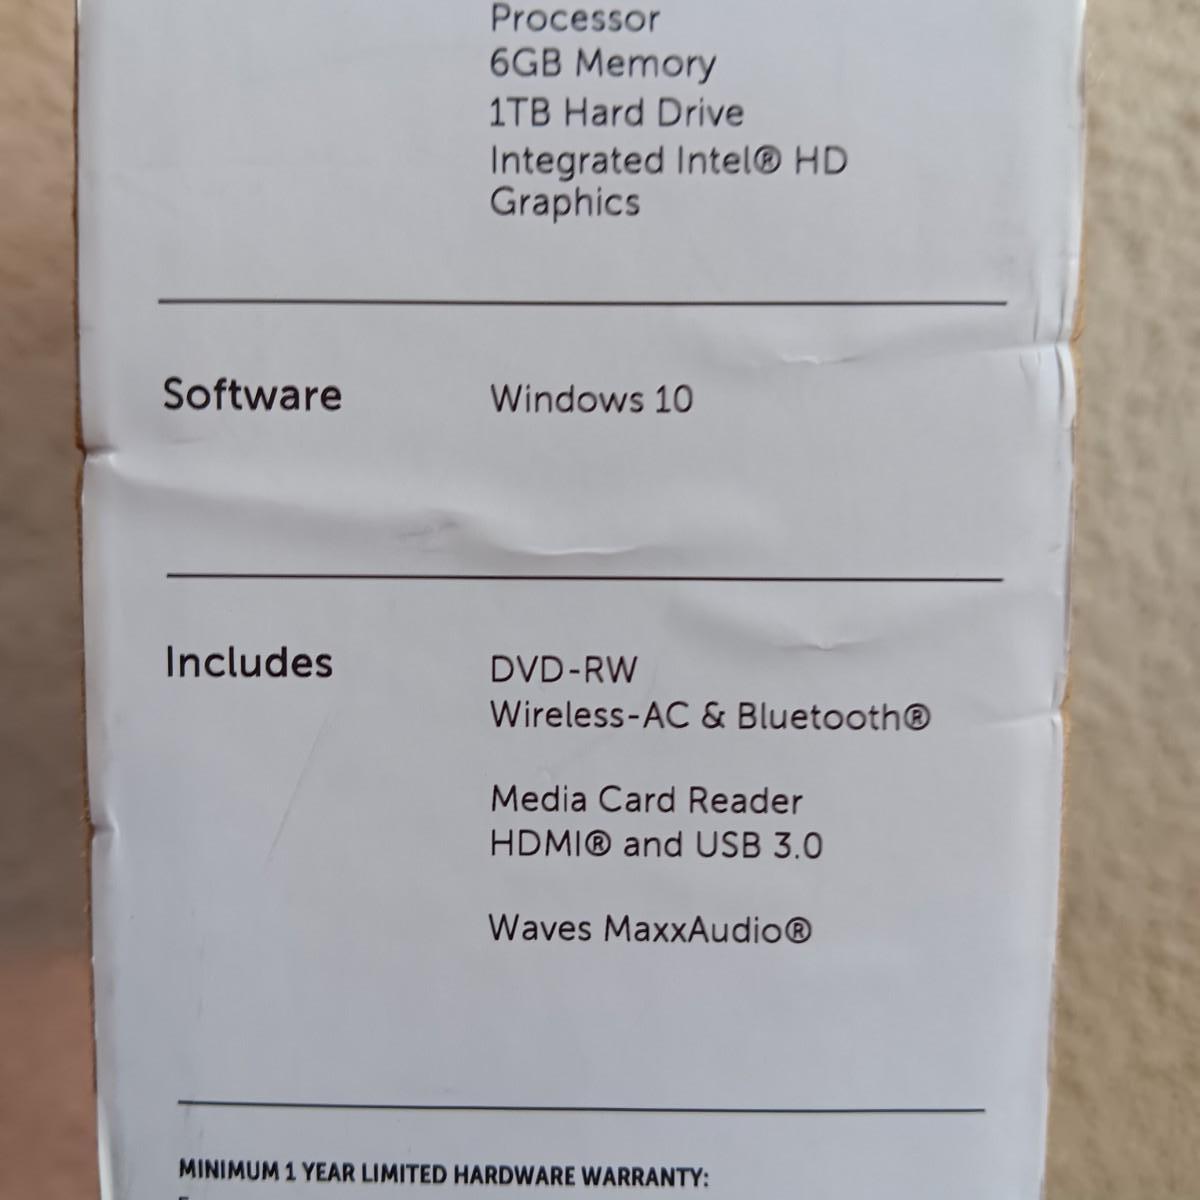 Processor
6GB Memory
1TB Hard Drive
Integrated Intel® HD
Graphics
Software
Windows 10
Includes
DVD-RW
Wireless-AC & Bluetooth®
Media Card Reader
HDMI® and USB 3.0
Waves MaxxAudio®
MINIMUM 1 YEAR LIMITED HARDWARE WARRANTY: